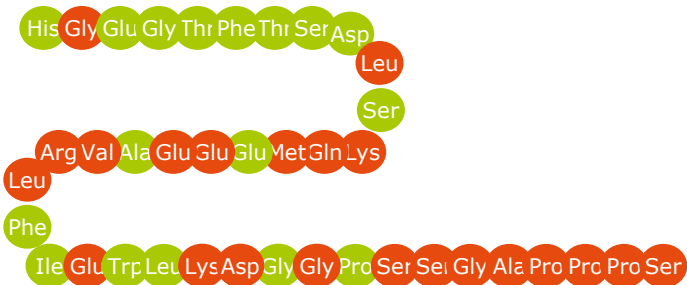 His Gly Glu Gly Thr Phe Thr Ser Asp
Leu
Ser
Arg Val Ala Glu Glu Glu Met Gln Lys
Leu
Phe
Ile Glu Trp Leu Lys Asp Gly Gly Pro Ser Ser Gly Ala Pro Pro Pro Ser